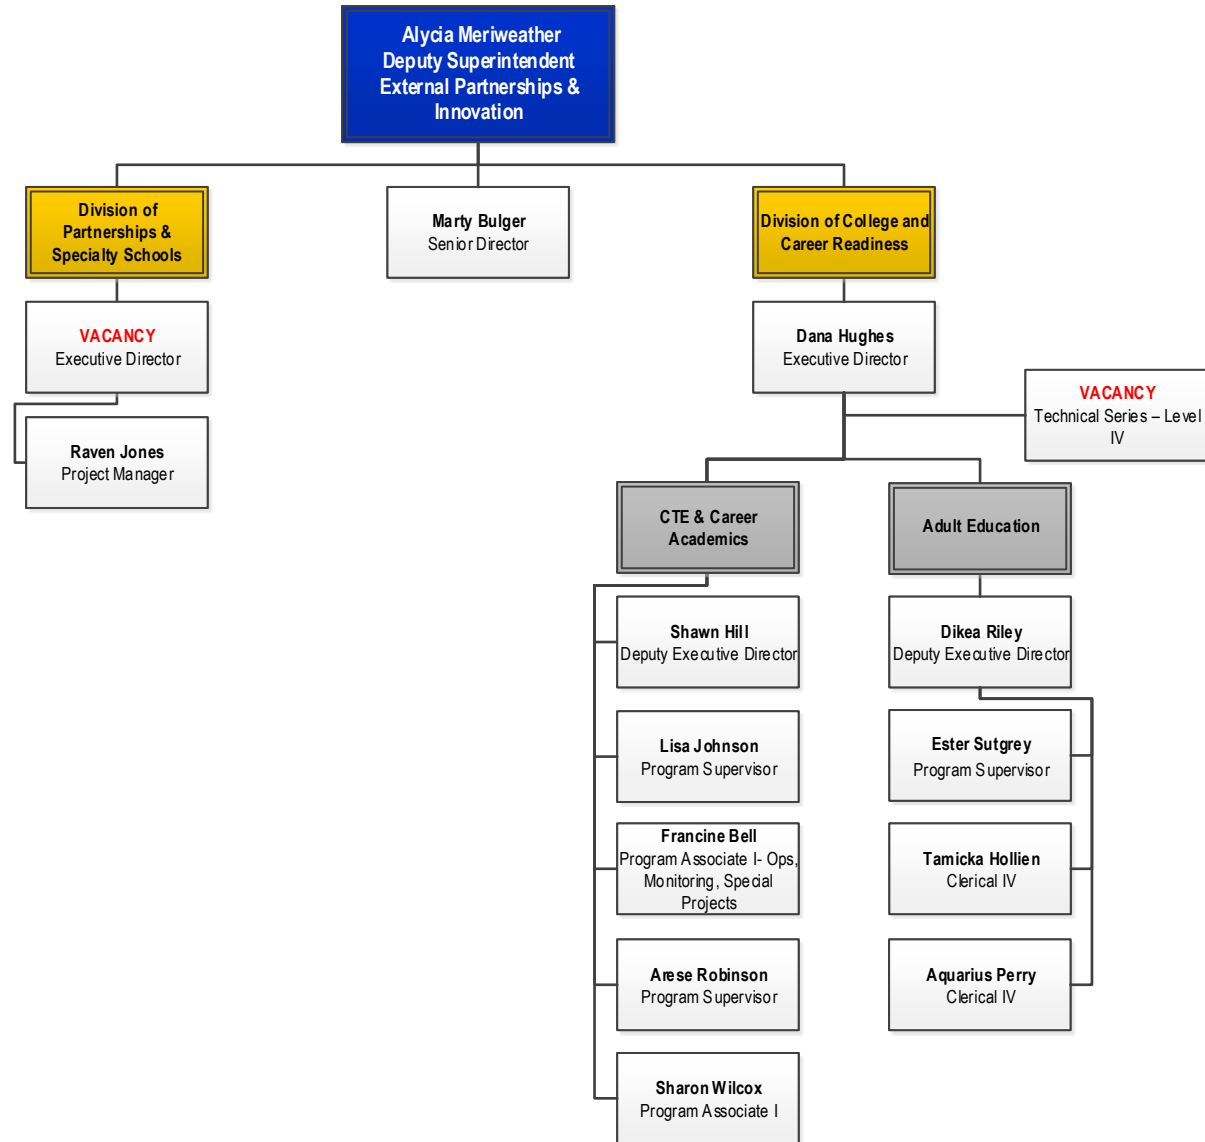 Alycia Meriweather
Deputy Superintendent
External Partnerships &
Innovation
Division of
Partnerships &
Specialty Schools
Marty Bulger
Senior Director
Division of College and
Career Readiness
VACANCY
Executive Director
Dana Hughes
Executive Director
VACANCY
Technical Series – Level
IV
Raven Jones
Project Manager
CTE & Career
Academics
Adult Education
Shawn Hill
Deputy Executive Director
Dikea Riley
Deputy Executive Director
Lisa Johnson
Program Supervisor
Ester Sutgrey
Program Supervisor
Francine Bell
Program Associate I- Ops,
Monitoring, Special
Projects
Tamicka Hollien
Clerical IV
Arese Robinson
Program Supervisor
Aquarius Perry
Clerical IV
Sharon Wilcox
Program Associate I